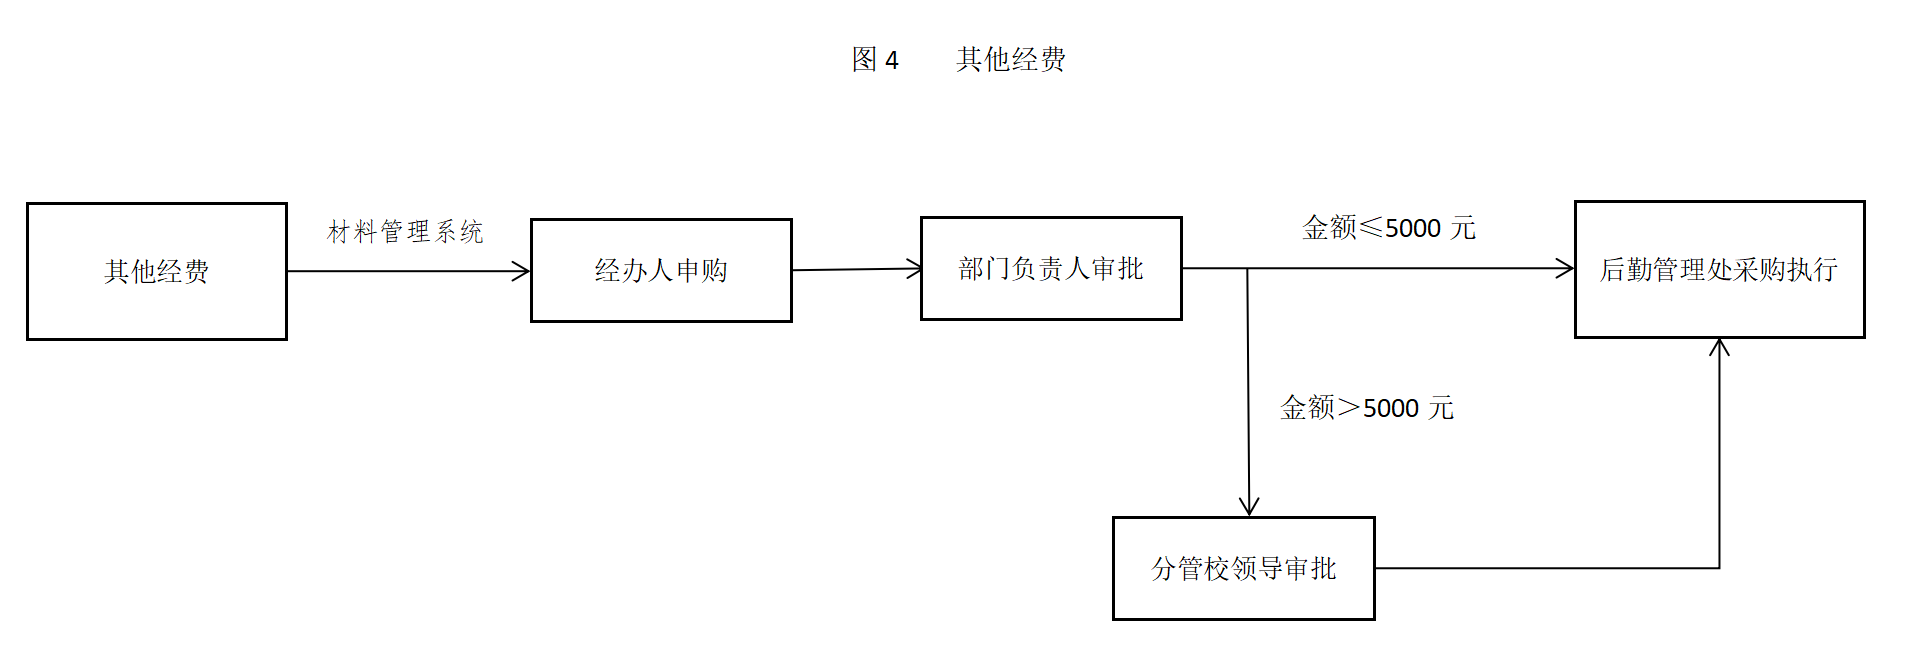 图 4 其他经费
材料管理系统
金额≤5000 元
其他经费
经办人申购
部门负责人审批
后勤管理处采购执行
金额＞5000 元
分管校领导审批